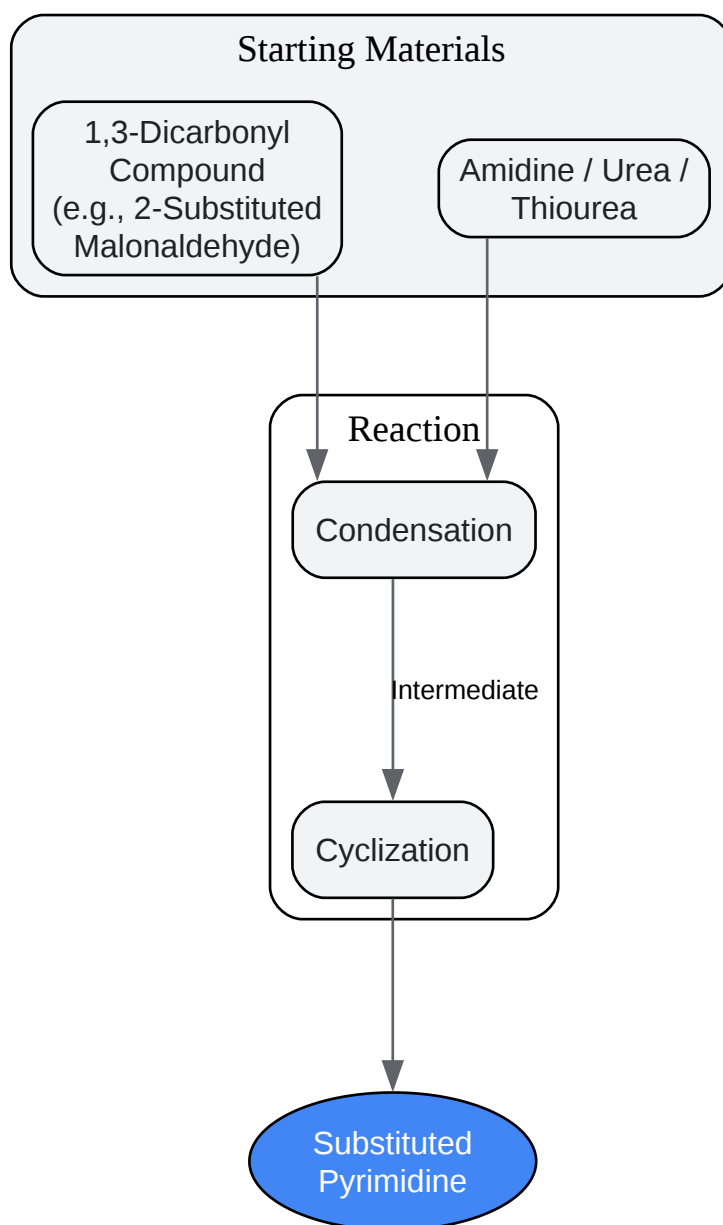 Starting Materials
1,3-Dicarbonyl
Compound
(e.g., 2-Substituted
Malonaldehyde)
Amidine / Urea /
Thiourea
Reaction
Condensation
Intermediate
Cyclization
Substituted
Pyrimidine